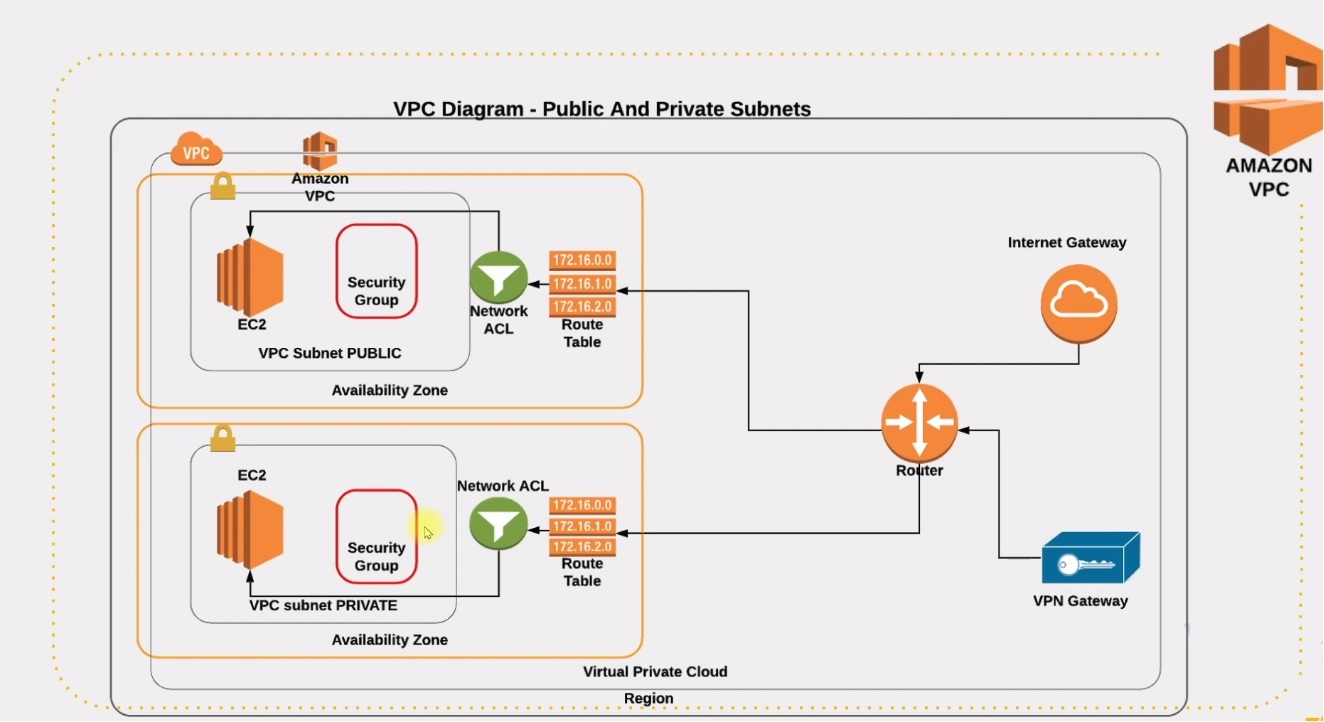 VPC Diagram - Public And Private Subnets
AMAZON
VPC
VPC
Amazon
VPC
EC2
Security
Group
VPC Subnet PUBLIC
Network
ACL
172.16.0.0
172.16.1.0
172.16.2.0
Route
Table
Availability Zone
Internet Gateway
Router
EC2
Security
Group
VPC subnet PRIVATE
Network ACL
172.16.0.0
172.16.1.0
172.16.2.0
Route
Table
Availability Zone
VPN Gateway
Virtual Private Cloud
Region